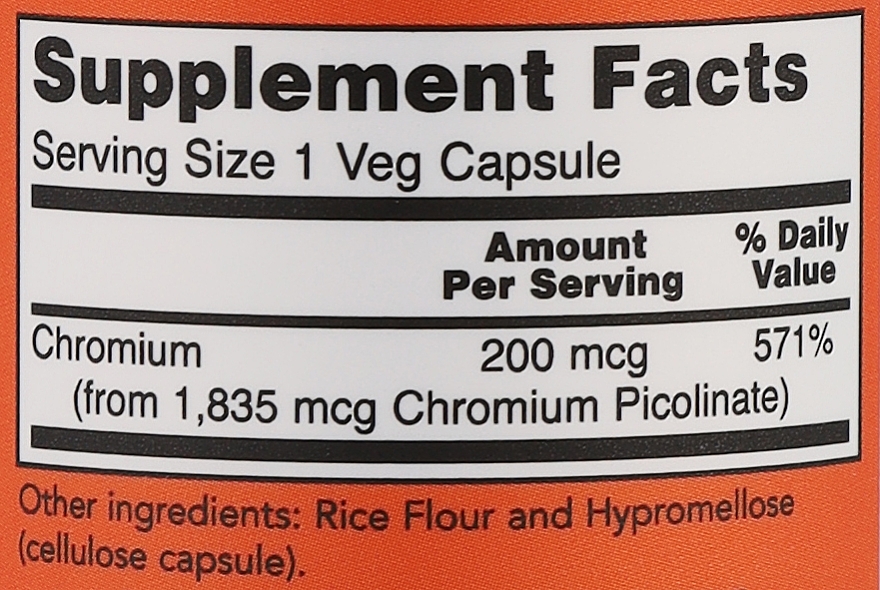 Supplement Facts
Serving Size 1 Veg Capsule
Amount % Daily
Per Serving Value
Chromium 200 mcg 571%
(from 1,835 mcg Chromium Picolinate)
Other ingredients: Rice Flour and Hypromellose
(cellulose capsule).